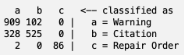 a b c <-- classified as
909 102 0 | a = Warning
328 525 0 | b = Citation
2 0 86 | c = Repair Order